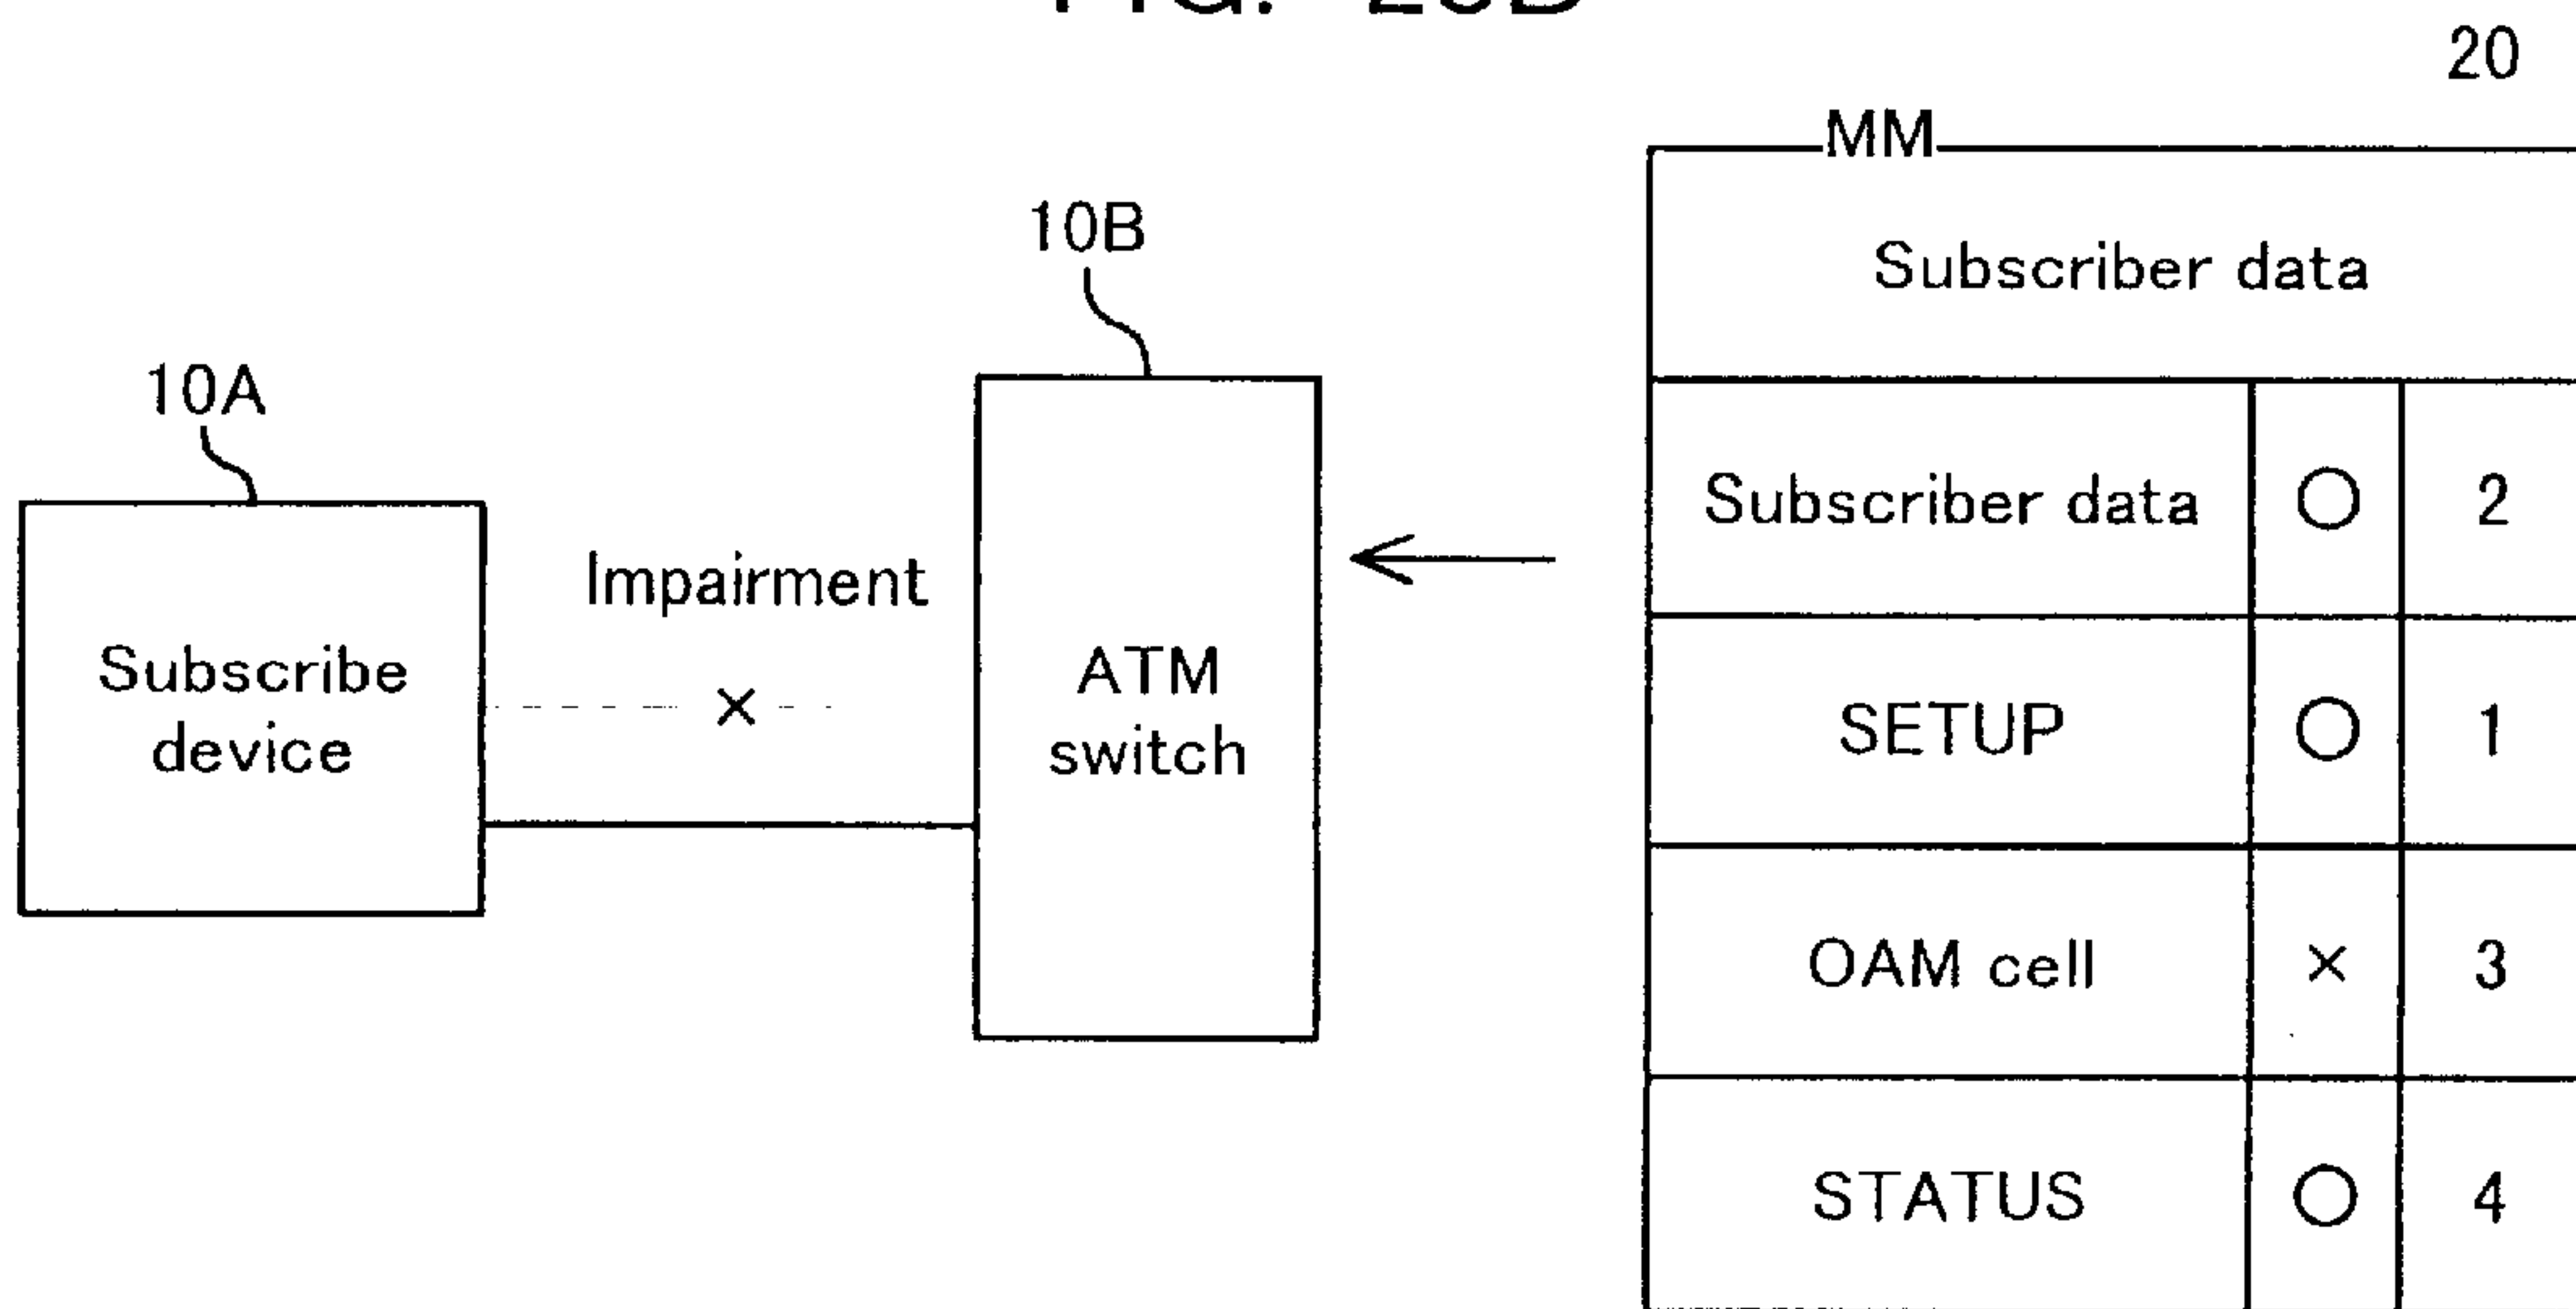 20
MM
10B
Subscriber data
10A
Subscriber data ○ 2
Impairment
Subscribe
device
×
ATM
switch
SETUP ○ 1
OAM cell × 3
STATUS ○ 4